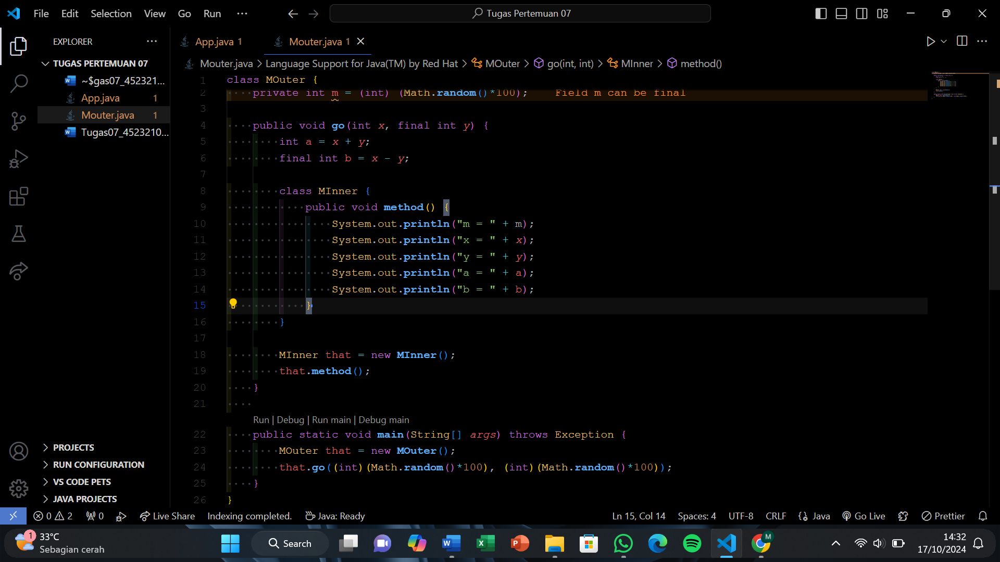 File Edit Selection View Go Run ···
Tugas Pertemuan 07
EXPLORER ···
App.java 1
Mouter.java 1
TUGAS PERTEMUAN 07
~$gas07_452321...
App.java 1
Mouter.java 1
Tugas07_4523210...
PROJECTS
RUN CONFIGURATION
VS CODE PETS
JAVA PROJECTS
Mouter.java > Language Support for Java(TM) by Red Hat > MOuter > go(int, int) > MInner > method()
1 class MOuter {
2 private int m = (int) (Math.random()*100); Field m can be final
3
4 public void go(int x, final int y) {
5 int a = x + y;
6 final int b = x - y;
7
8 class MInner {
9 public void method() {
10 System.out.println("m = " + m);
11 System.out.println("x = " + x);
12 System.out.println("y = " + y);
13 System.out.println("a = " + a);
14 System.out.println("b = " + b);
15 }
16 }
17
18 MInner that = new MInner();
19 that.method();
20 }
21
Run | Debug | Run main | Debug main
22 public static void main(String[] args) throws Exception {
23 MOuter that = new MOuter();
24 that.go((int)(Math.random()*100), (int)(Math.random()*100));
25 }
26 }
0 2 0 Live Share Indexing completed. Java: Ready Ln 15, Col 14 Spaces: 4 UTF-8 CRLF Java Go Live Prettier
1 33°C
Sebagian cerah
Search
M
14:32
17/10/2024